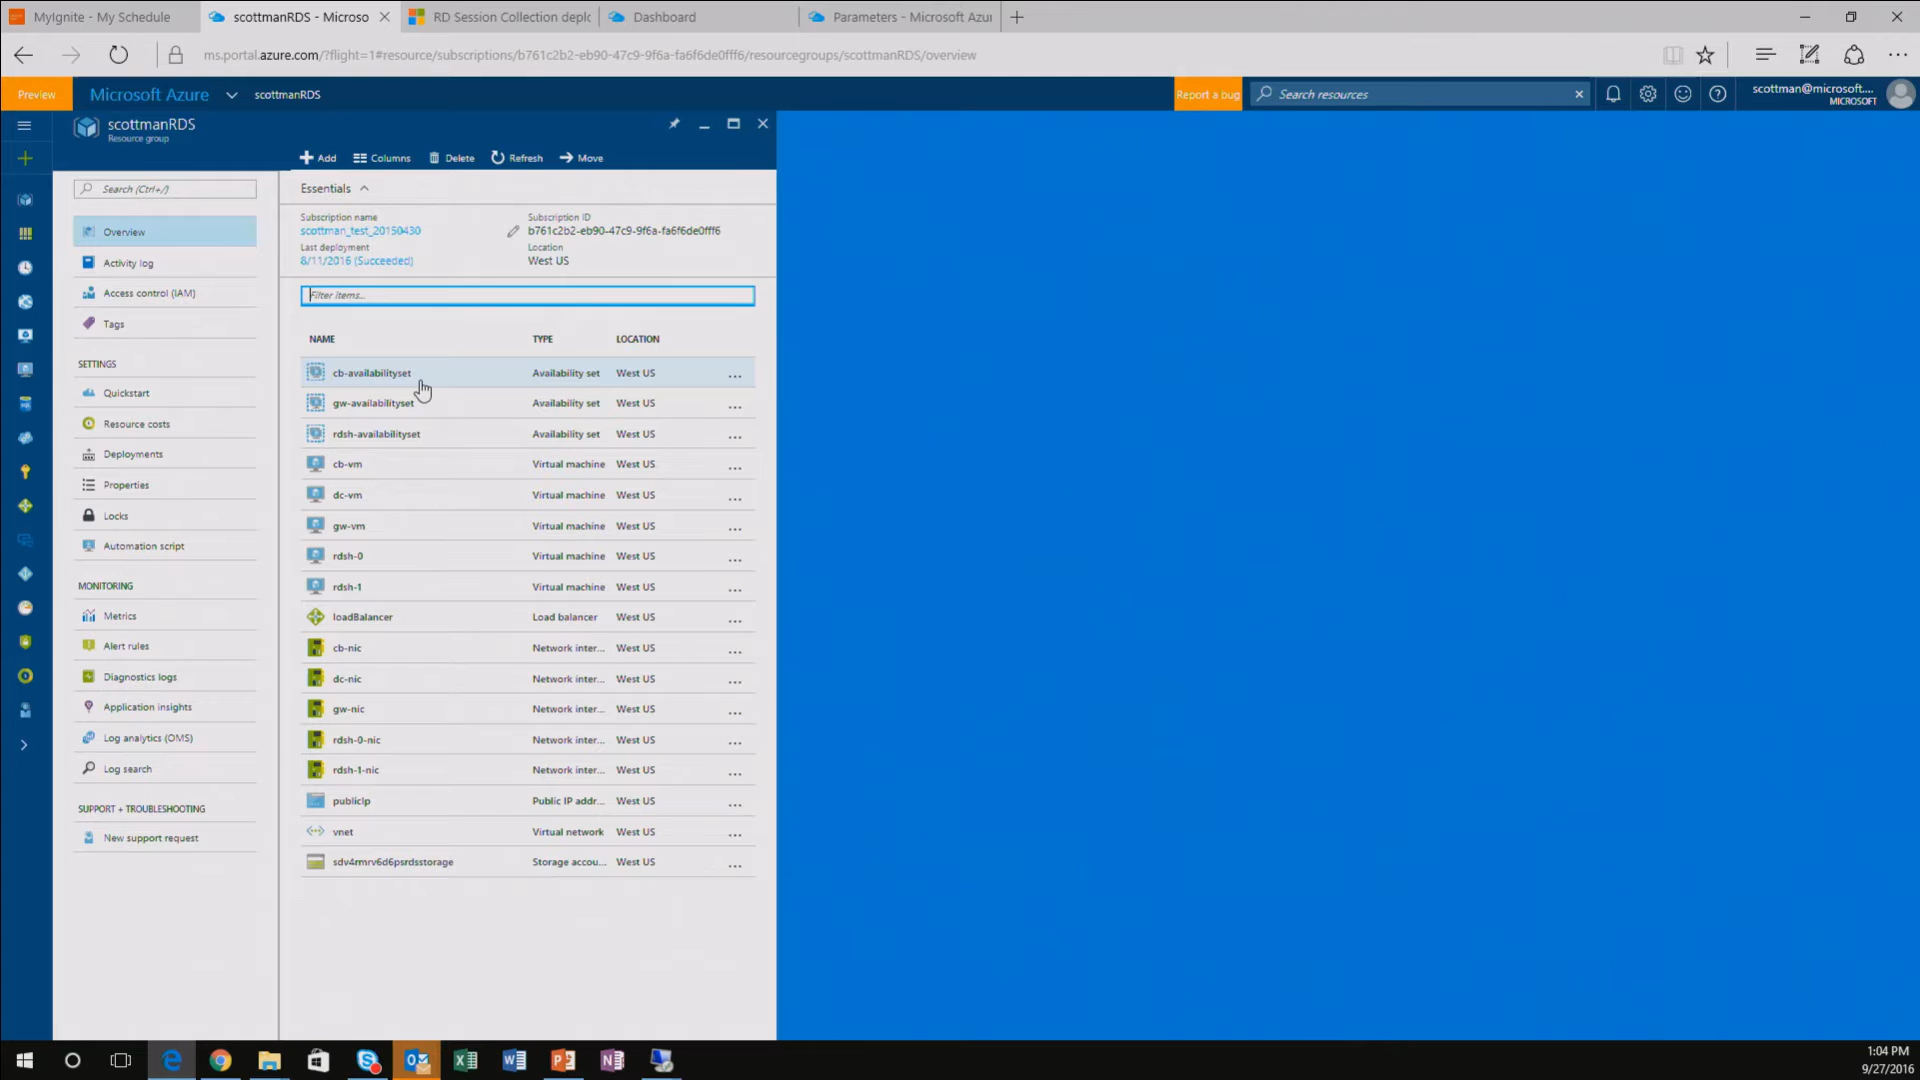 MyIgnite - My Schedule
scottmanRDS - Microso
RD Session Collection deplo
Dashboard
Parameters - Microsoft Azur
ms.portal.azure.com/?flight=1#resource/subscriptions/b761c2b2-eb90-47c9-9f6a-fa6f6de0fff6/resourcegroups/scottmanRDS/overview
Preview
Microsoft Azure
scottmanRDS
Report a bug
Search resources
scottman@microsoft....
MICROSOFT
scottmanRDS
Resource group
Add
Columns
Delete
Refresh
Move
Search (Ctrl+/)
Overview
Activity log
Access control (IAM)
Tags
SETTINGS
Quickstart
Resource costs
Deployments
Properties
Locks
Automation script
MONITORING
Metrics
Alert rules
Diagnostics logs
Application insights
Log analytics (OMS)
Log search
SUPPORT + TROUBLESHOOTING
New support request
Essentials
Subscription name
scottman_test_20150430
Last deployment
8/11/2016 (Succeeded)
Subscription ID
b761c2b2-eb90-47c9-9f6a-fa6f6de0fff6
Location
West US
Filter items...
NAME TYPE LOCATION
cb-availabilityset Availability set West US ...
gw-availabilityset Availability set West US ...
rdsh-availabilityset Availability set West US ...
cb-vm Virtual machine West US ...
dc-vm Virtual machine West US ...
gw-vm Virtual machine West US ...
rdsh-0 Virtual machine West US ...
rdsh-1 Virtual machine West US ...
loadBalancer Load balancer West US ...
cb-nic Network inter... West US ...
dc-nic Network inter... West US ...
gw-nic Network inter... West US ...
rdsh-0-nic Network inter... West US ...
rdsh-1-nic Network inter... West US ...
publicIp Public IP addr... West US ...
vnet Virtual network West US ...
sdv4rmrv6d6psrdsstorage Storage accou... West US ...
1:04 PM
9/27/2016